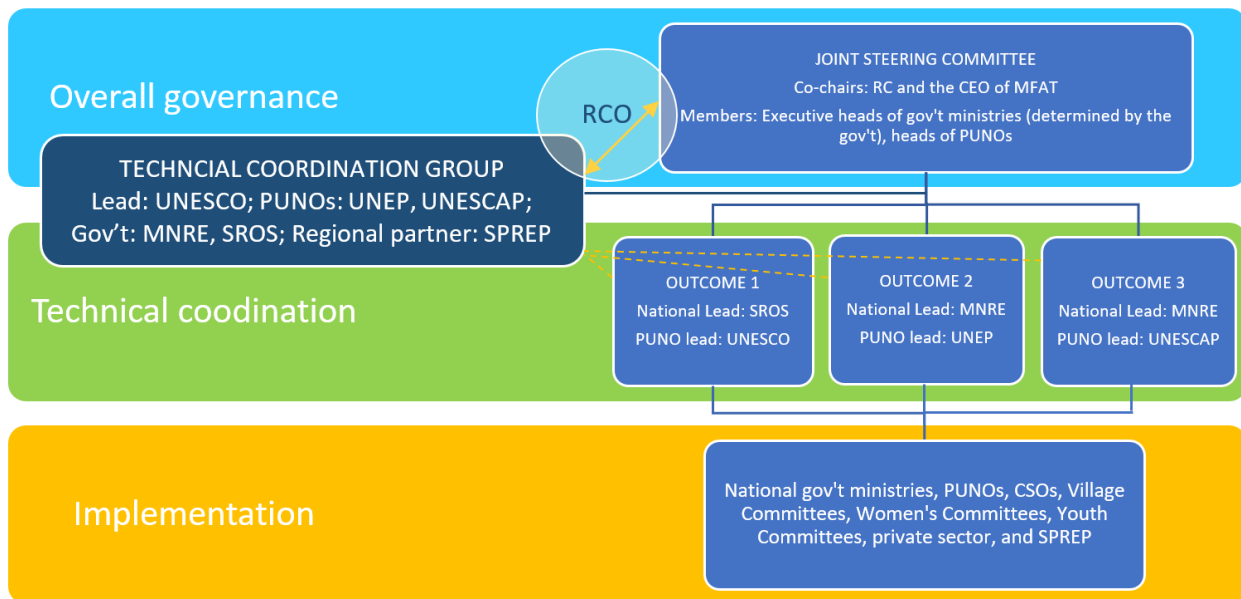 Overall governance
JOINT STEERING COMMITTEE
Co-chairs: RC and the CEO of MFAT
Members: Executive heads of gov't ministries (determined by the
gov't), heads of PUNOs
RCO
TECHNCIAL COORDINATION GROUP
Lead: UNESCO; PUNOs: UNEP, UNESCAP;
Gov’t: MNRE, SROS; Regional partner: SPREP
Technical coodination
OUTCOME 1
National Lead: SROS
PUNO lead: UNESCO
OUTCOME 2
National Lead: MNRE
PUNO lead: UNEP
OUTCOME 3
National Lead: MNRE
PUNO lead: UNESCAP
Implementation
National gov't ministries, PUNOs, CSOs, Village
Committees, Women's Committees, Youth
Committees, private sector, and SPREP